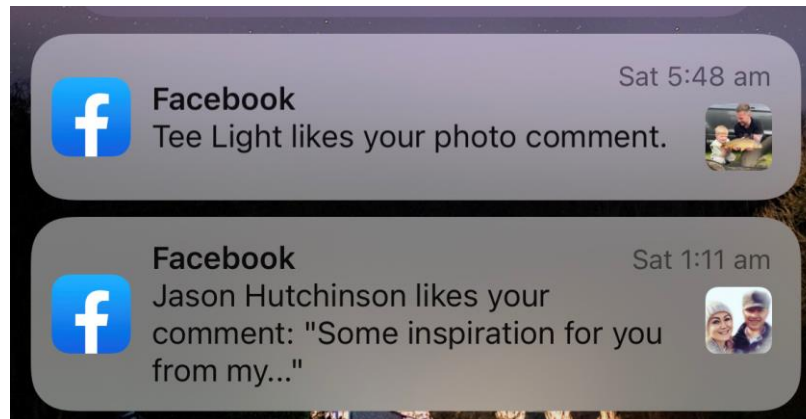 Facebook
Sat 5:48 am
Tee Light likes your photo comment.
Facebook
Sat 1:11 am
Jason Hutchinson likes your
comment: "Some inspiration for you
from my..."